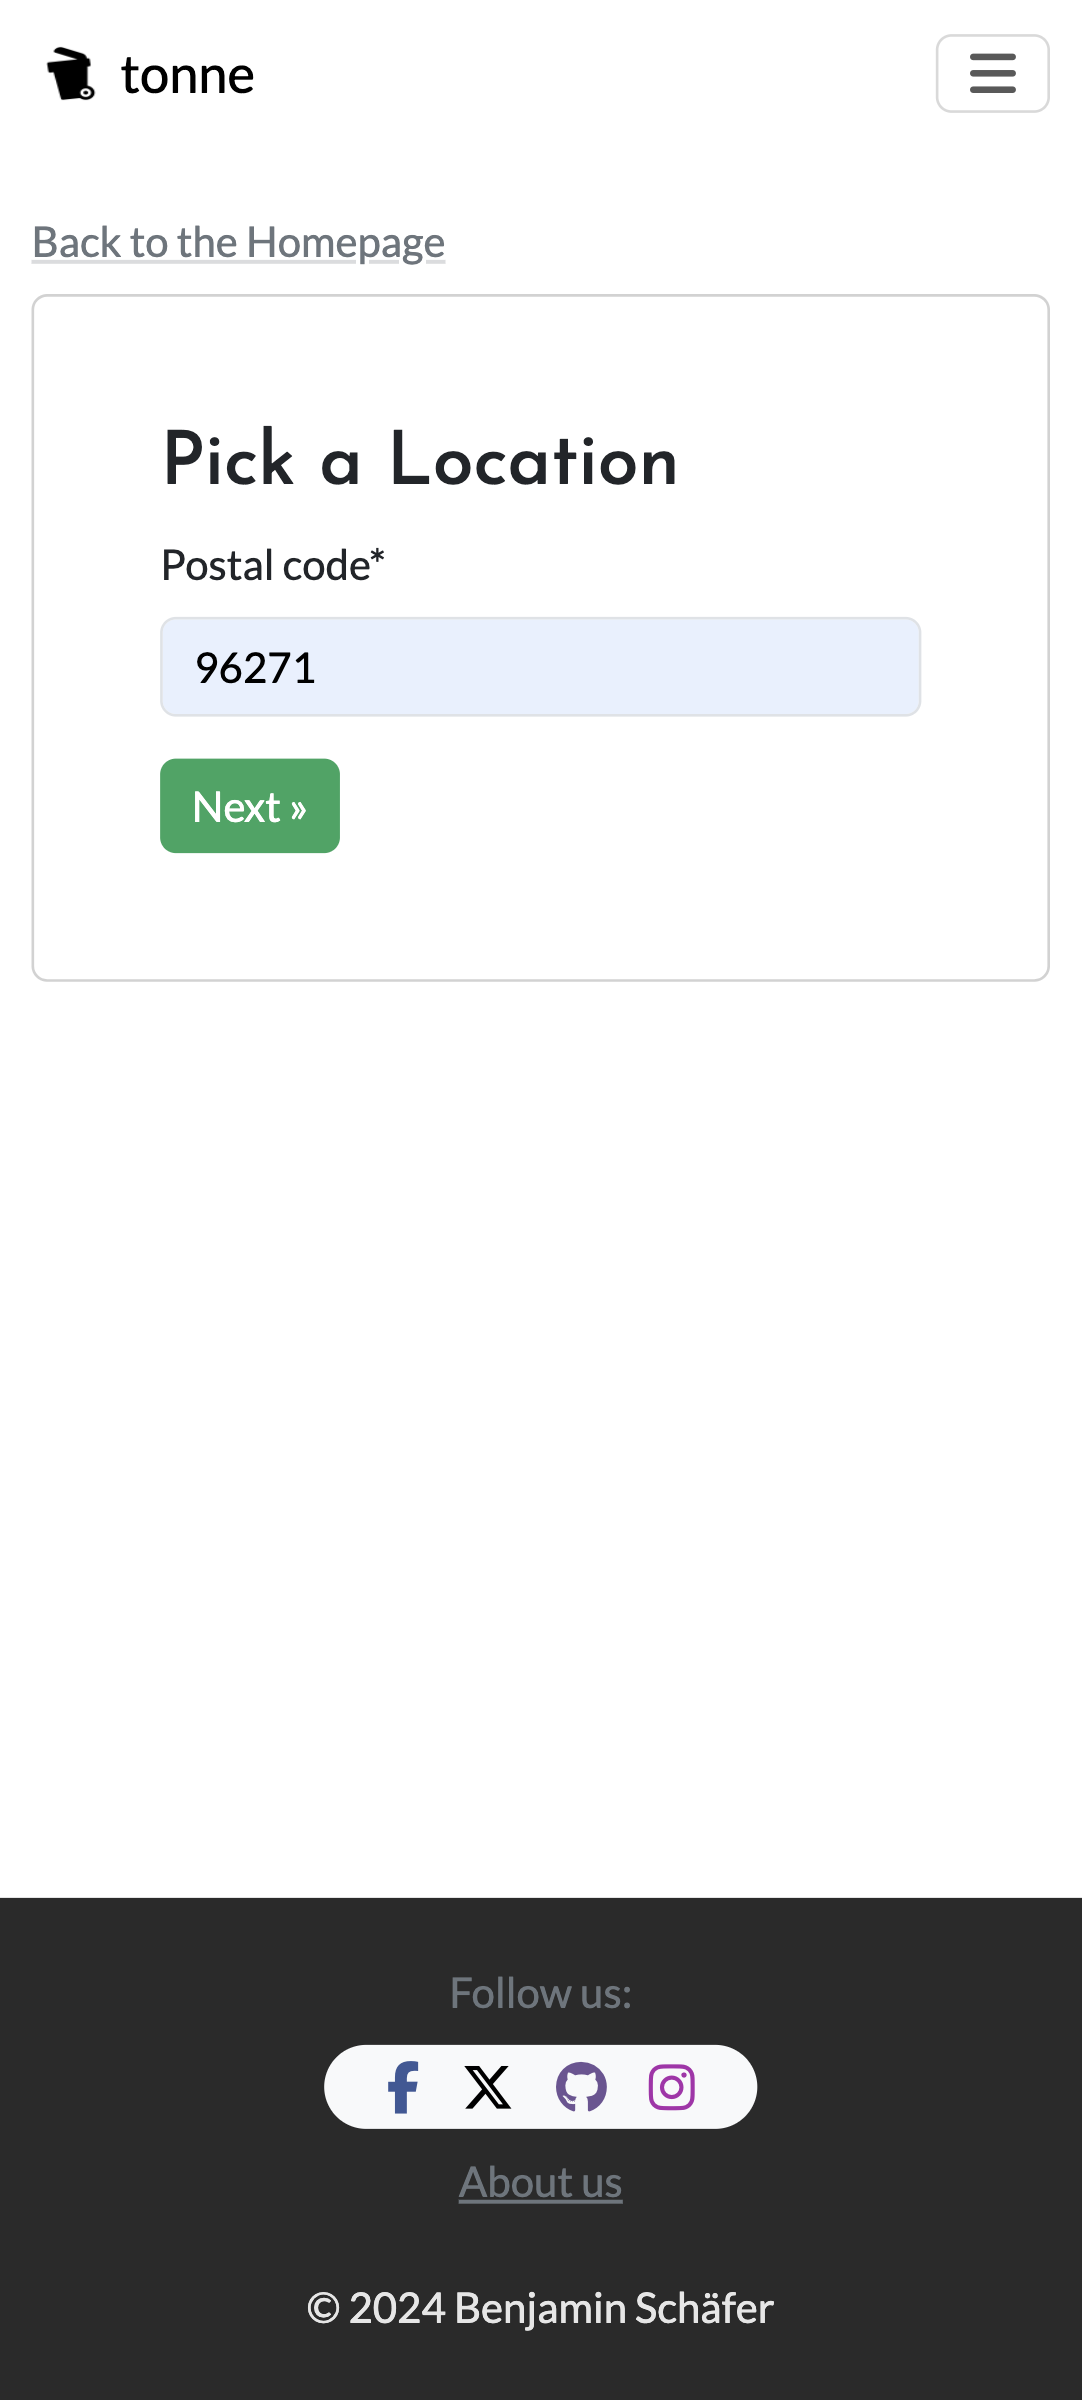 tonne
Back to the Homepage
Pick a Location
Postal code*
96271
Next »
Follow us:
About us
© 2024 Benjamin Schäfer